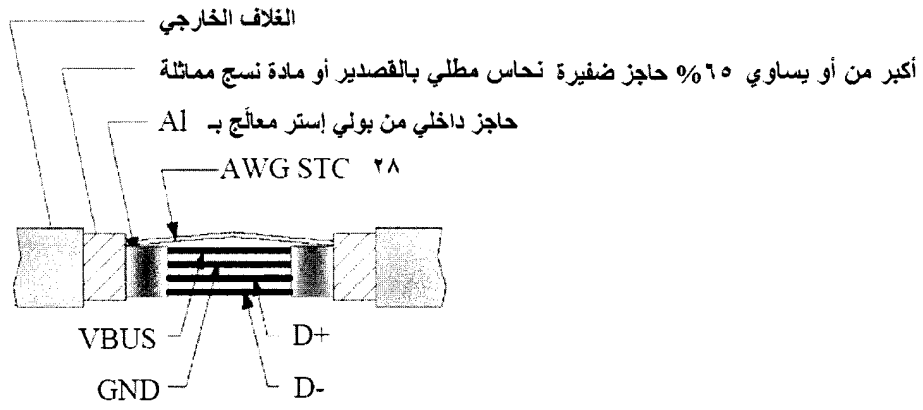 الغلاف الخارجي
أكبر من أو يساوي ٦٥% حاجز ضفيرة نحاس مطلي بالقصدير أو مادة نسج مماثلة
حاجز داخلي من بولي إستر معالَج بـ Al
٢٨ AWG STC
VBUS D+
GND D-